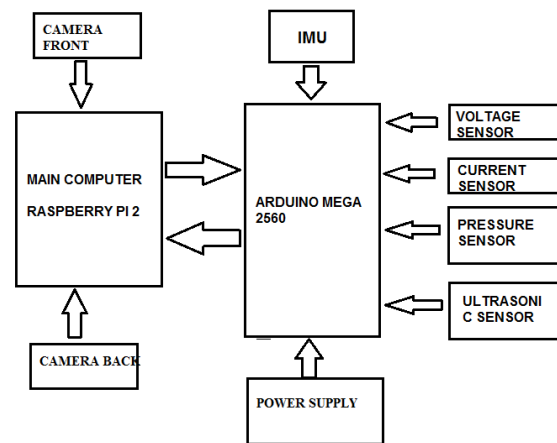 CAMERA
FRONT
IMU
MAIN COMPUTER
RASPBERRY PI 2
ARDUINO MEGA
2560
VOLTAGE
SENSOR
CURRENT
SENSOR
PRESSURE
SENSOR
ULTRASONI
C SENSOR
CAMERA BACK
POWER SUPPLY